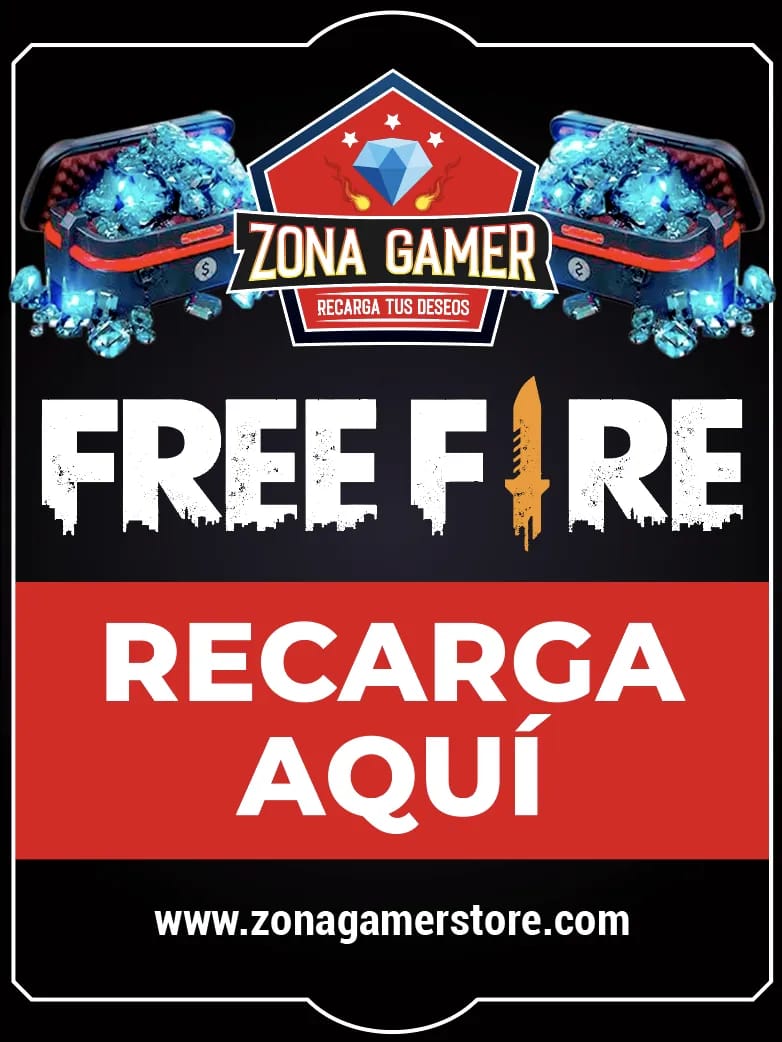 ZONA GAMER
RECARGA TUS DESEOS
FREE FIRE
RECARGA
AQUÍ
www.zonagamerstore.com